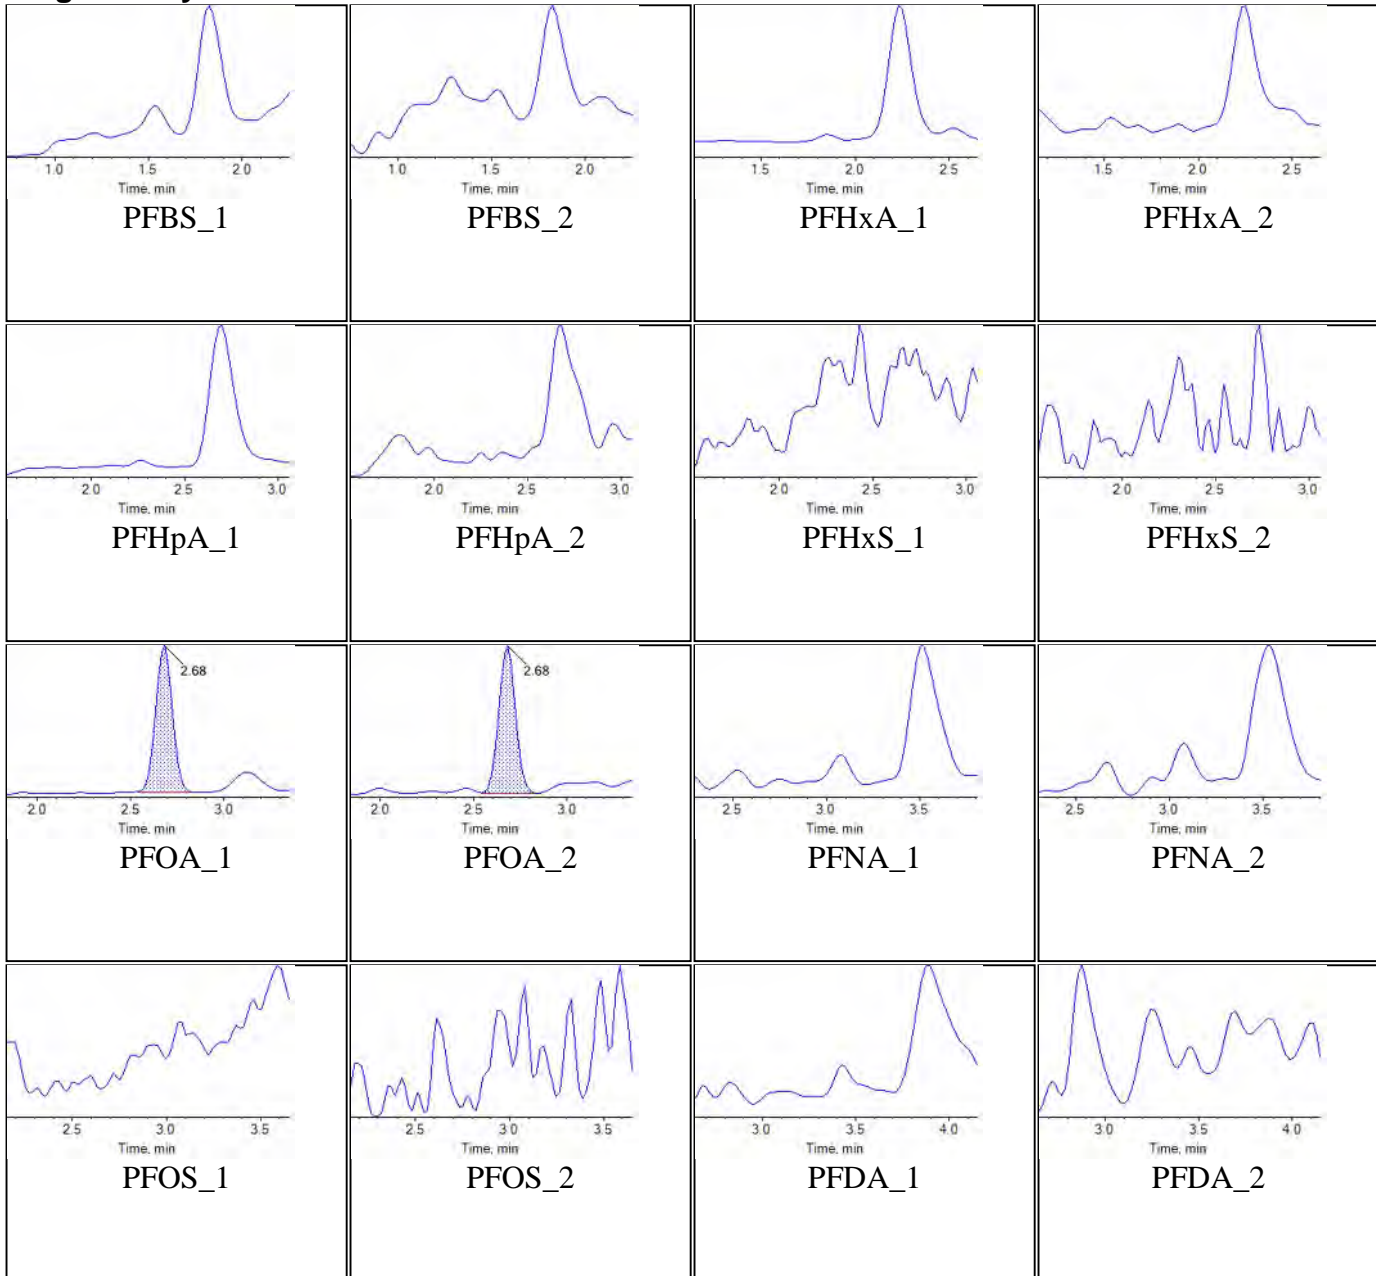 1.0 1.5 2.0
Time, min
PFBS_1
1.0 1.5 2.0
Time, min
PFBS_2
1.5 2.0 2.5
Time, min
PFHxA_1
1.5 2.0 2.5
Time, min
PFHxA_2
2.0 2.5 3.0
Time, min
PFHpA_1
2.0 2.5 3.0
Time, min
PFHpA_2
2.0 2.5 3.0
Time, min
PFHxS_1
2.0 2.5 3.0
Time, min
PFHxS_2
2.68
2.0 2.5 3.0
Time, min
PFOA_1
2.68
2.0 2.5 3.0
Time, min
PFOA_2
2.5 3.0 3.5
Time, min
PFNA_1
2.5 3.0 3.5
Time, min
PFNA_2
2.5 3.0 3.5
Time, min
PFOS_1
2.5 3.0 3.5
Time, min
PFOS_2
3.0 3.5 4.0
Time, min
PFDA_1
3.0 3.5 4.0
Time, min
PFDA_2